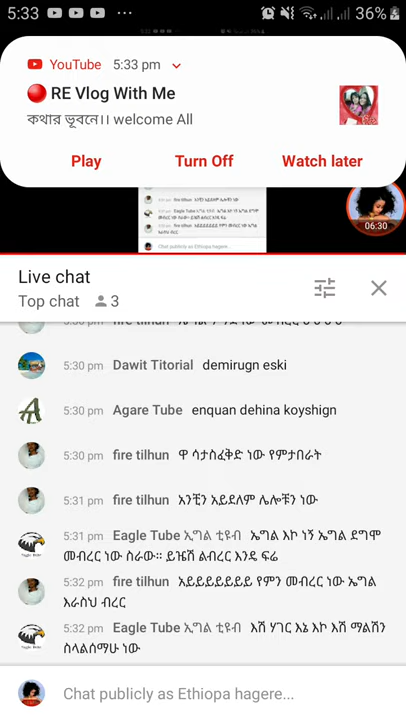 5:33
36%
YouTube 5:33 pm
RE Vlog With Me
কথার ভূবনে।। welcome All
Play Turn Off Watch later
06:30
Live chat
Top chat 3
5:30 pm Dawit Titorial demirugn eski
5:30 pm Agare Tube enquan dehina koyshign
5:30 pm fire tilhun ዋ ሳታስፈቅድ ነው የምታበራት
5:31 pm fire tilhun አንቺን አይደለም ሌሎቹን ነው
5:31 pm Eagle Tube ኢግል ቲዩብ ኤግል እኮ ነኝ ኤግል ደግሞ
መብረር ነው ስራው። ይዤሽ ልብረር እንዴ ፍሬ
5:32 pm fire tilhun አይይይይይይ የምን መብረር ነው ኤግል
እራስህ ብረር
5:32 pm Eagle Tube ኢግል ቲዩብ እሽ ሃገር እኔ እኮ እሽ ማልሽን
ስላልሰማሁ ነው
Chat publicly as Ethiopa hagere...